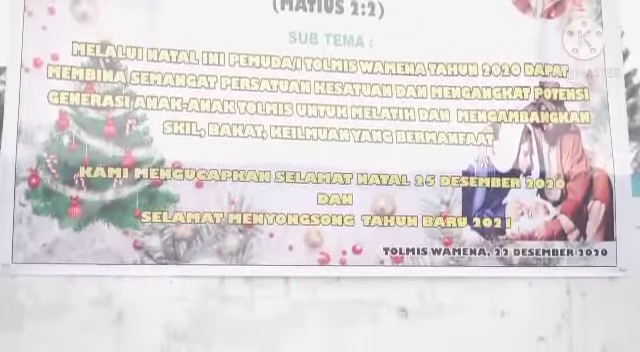 (MATIUS 2:2)
SUB TEMA :
MELALUI NATAL INI PEMUDA/I TOLMIS WAMENA TAHUN 2020 DAPAT
MEMBINA SEMANGAT PERSATUAN KESATUAN DAN MENGANGKAT POTENSI
GENERASI ANAK-ANAK TOLMIS UNTUK MELATIH DAN MENGAMBANGKAN
SKIL, BAKAT, KEILMUAN YANG BERMANFAAT
KAMI MENGUCAPKAN SELAMAT NATAL 25 DESEMBER 2020
DAN
SELAMAT MENYONGSONG TAHUN BARU 2021
TOLMIS WAMENA, 22 DESEMBER 2020